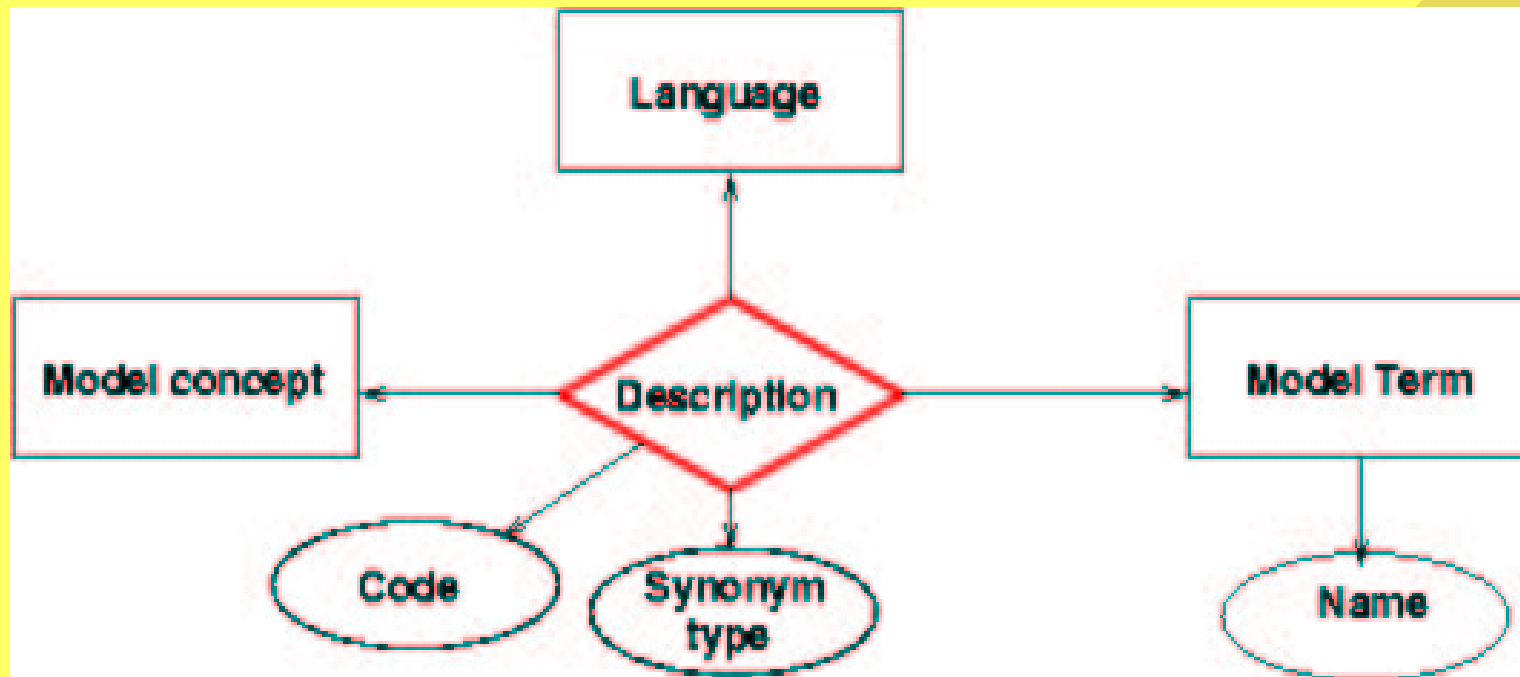 Language
Model concept
Description
Model Term
Code
Synonym
type
Name